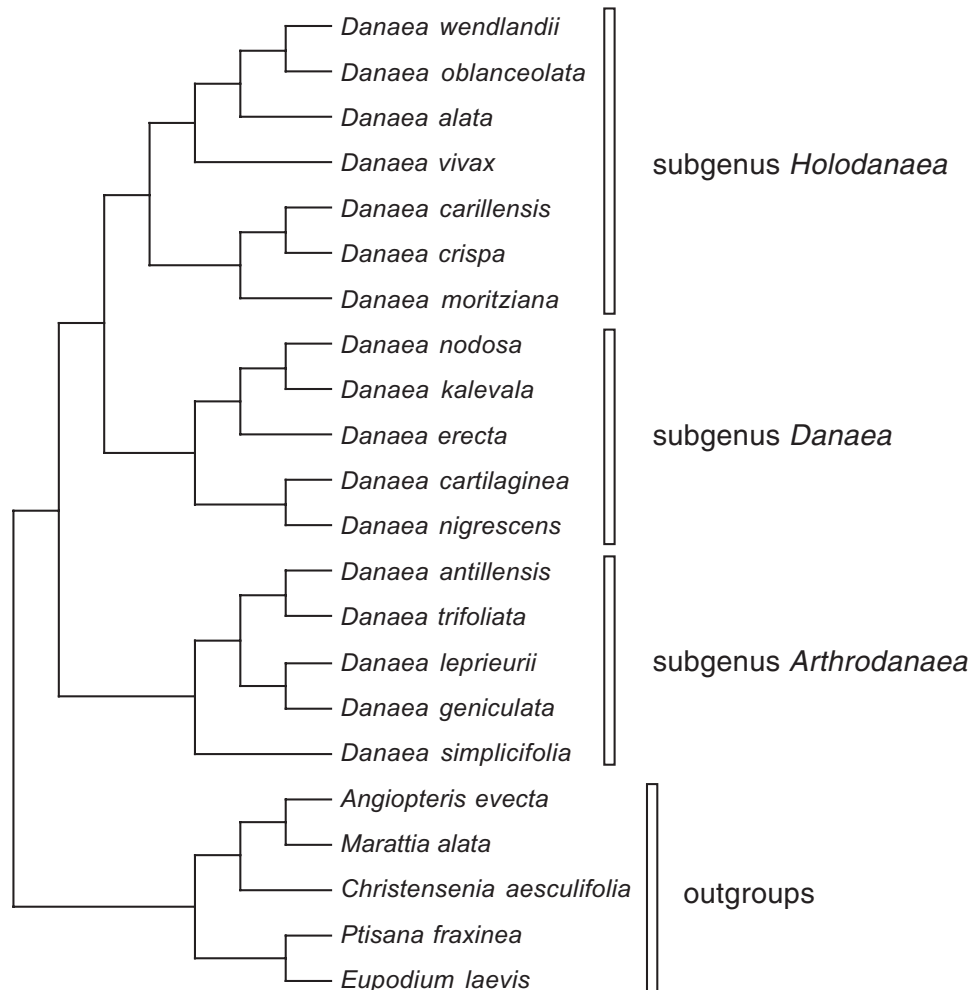 Danaea wendlandii
Danaea oblanceolata
Danaea alata
Danaea vivax
Danaea carillensis
Danaea crispa
Danaea moritziana
subgenus Holodanaea
Danaea nodosa
Danaea kalevala
Danaea erecta
Danaea cartilaginea
Danaea nigrescens
subgenus Danaea
Danaea antillensis
Danaea trifoliata
Danaea leprieurii
Danaea geniculata
Danaea simplicifolia
subgenus Arthrodanaea
Angiopteris evecta
Marattia alata
Christensenia aesculifolia
Ptisana fraxinea
Eupodium laevis
outgroups